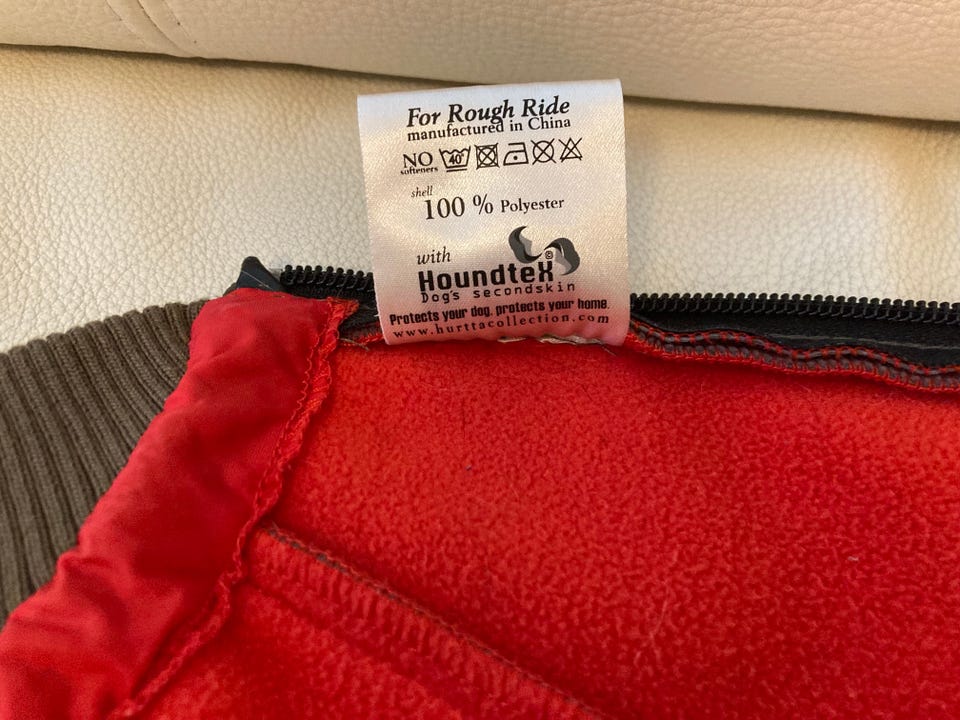 For Rough Ride
manufactured in China
NO softeners 40°
shell
100 % Polyester
with
Houndtex©
Dog's secondskin
Protects your dog, protects your home.
www.hurttacollection.com